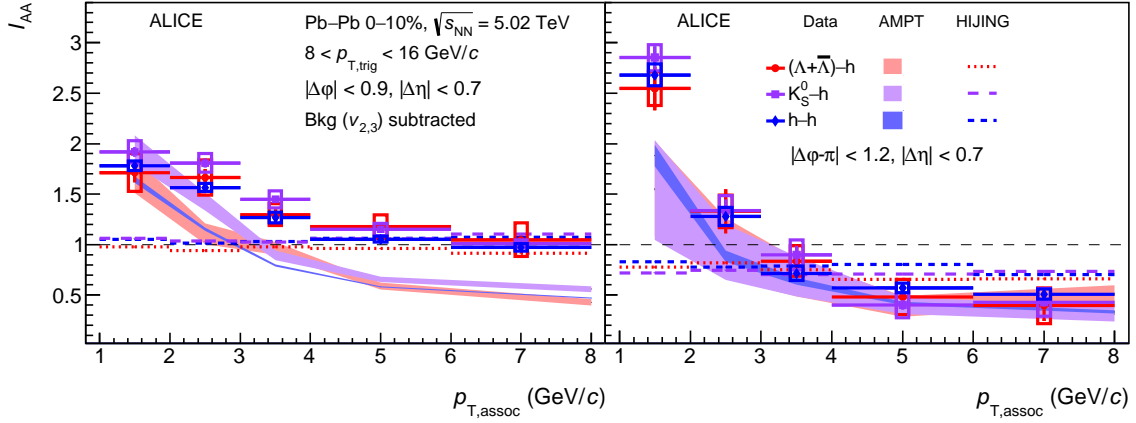 I_AA
3
2.5
2
1.5
1
0.5
ALICE
Pb–Pb 0–10%, √s_NN = 5.02 TeV
8 < p_T,trig < 16 GeV/c
|Δφ| < 0.9, |Δη| < 0.7
Bkg (v_2,3) subtracted
1 2 3 4 5 6 7 8
p_T,assoc (GeV/c)
ALICE Data AMPT HIJING
(Λ+Λ̅)–h
K⁰_S–h
h–h
|Δφ-π| < 1.2, |Δη| < 0.7
1 2 3 4 5 6 7 8
p_T,assoc (GeV/c)